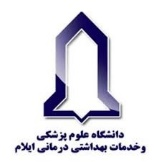 دانشگاه علوم پزشکی
وخدمات بهداشتی درمانی ایلام